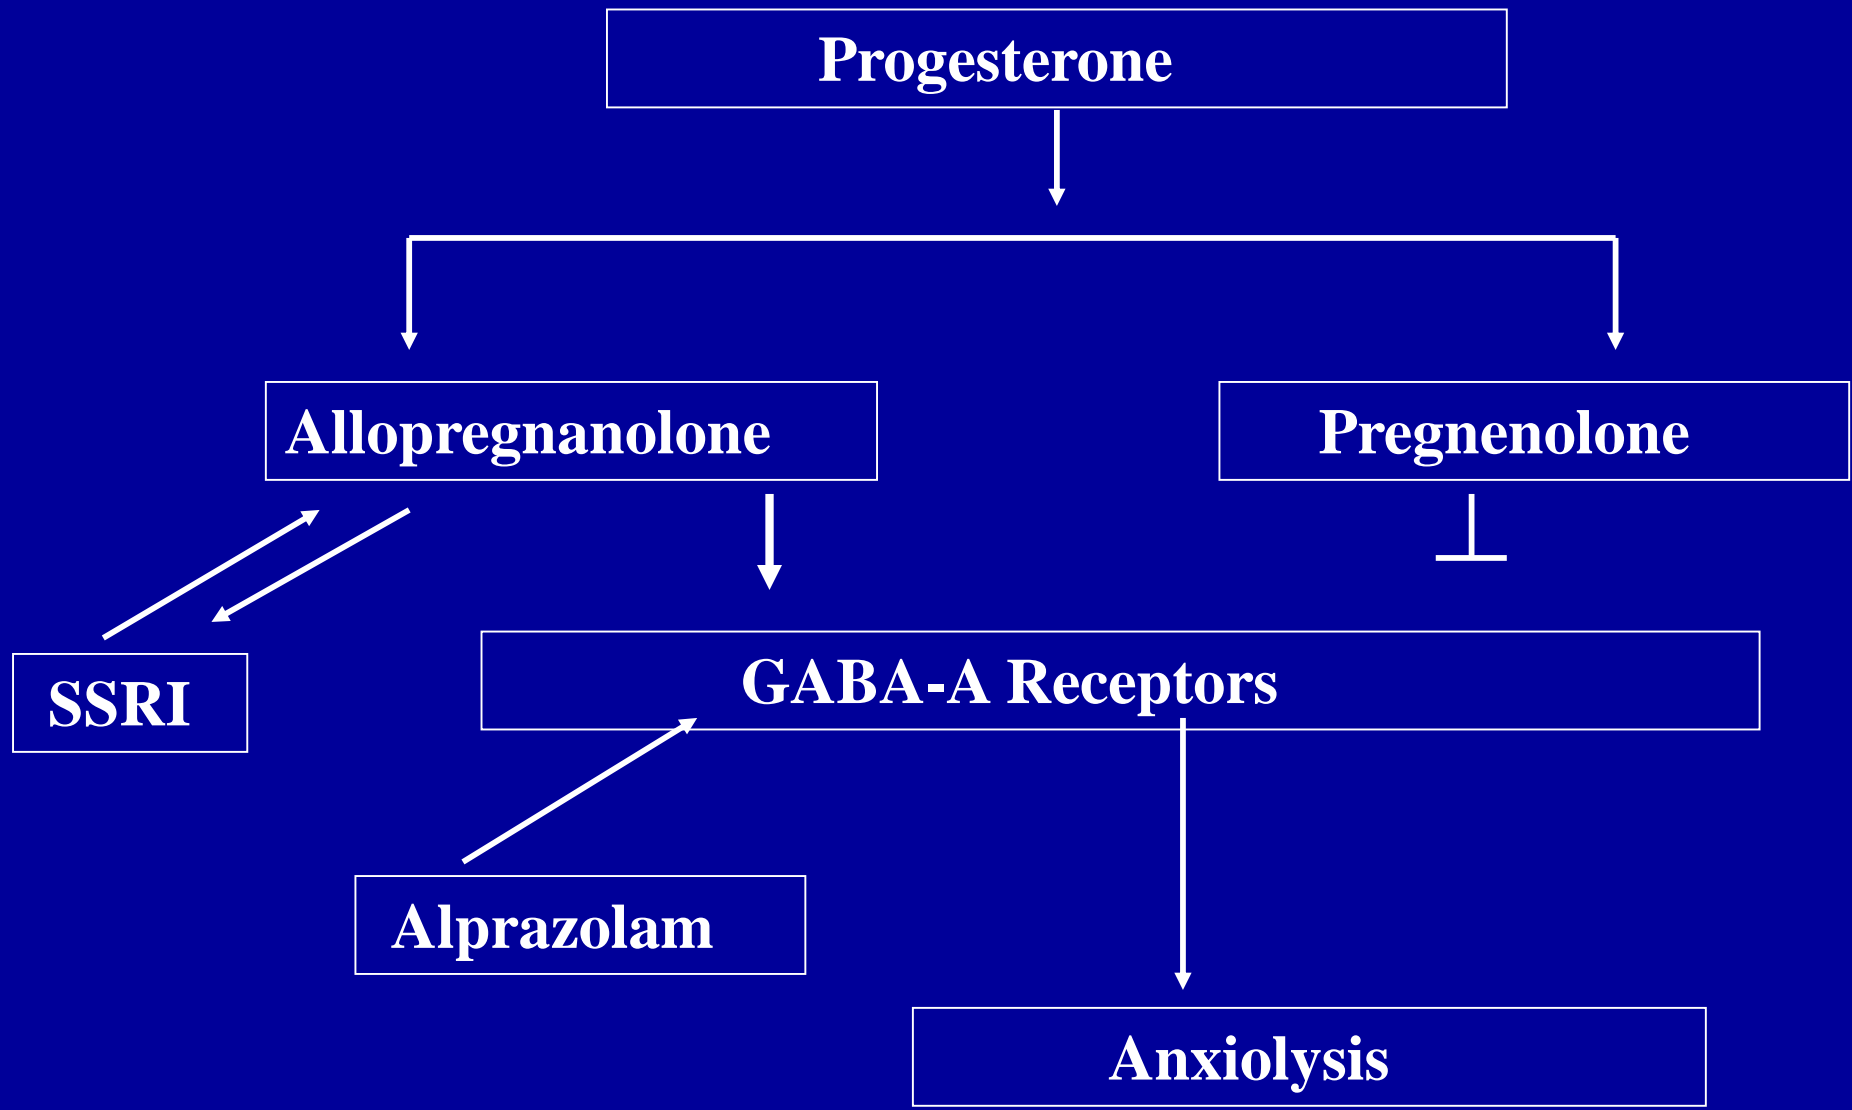 Progesterone
Allopregnanolone
Pregnenolone
SSRI
GABA-A Receptors
Alprazolam
Anxiolysis